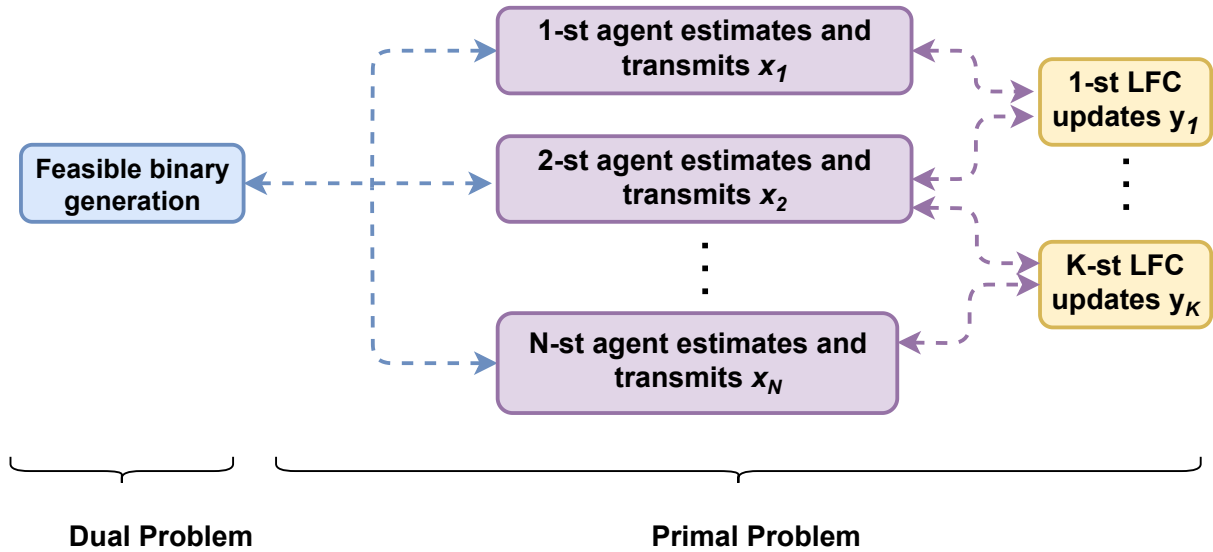 1-st agent estimates and
transmits x1
1-st LFC
updates y1
Feasible binary
generation
2-st agent estimates and
transmits x2
K-st LFC
updates yK
N-st agent estimates and
transmits xN
Dual Problem
Primal Problem